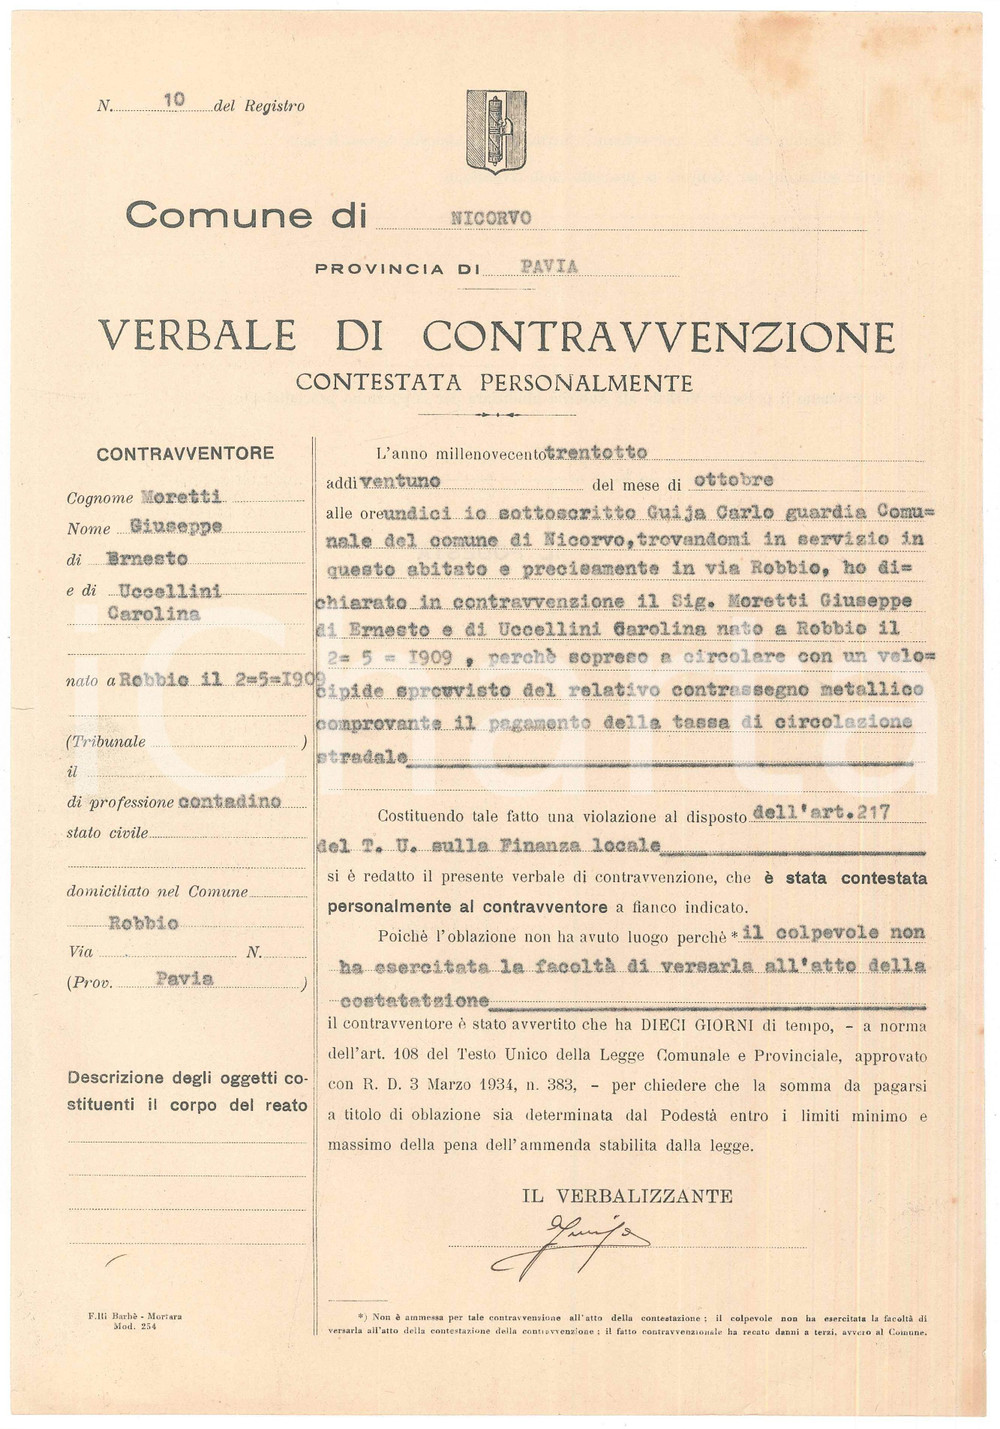 N. 10 del Registro
Comune di NICORVO
PROVINCIA DI PAVIA
VERBALE DI CONTRAVVENZIONE
CONTESTATA PERSONALMENTE
CONTRAVVENTORE
Cognome Moretti
Nome Giuseppe
di Ernesto
e di Uccellini
Carolina
nato a Robbio il 2=5=I909
(Tribunale )
il
di professione contadino
stato civile
domiciliato nel Comune
Robbio
Via N.
(Prov. Pavia )
Descrizione degli oggetti co-
stituenti il corpo del reato
F.lli Barbè - Mortara
Mod. 254
L'anno millenovecentotrentotto
addì ventuno del mese di ottobre
alle ore undici io sottoscritto Guija Carlo guardia Comu=
nale del comune di Nicorvo, trovandomi in servizio in
questo abitato e precisamente in via Robbio, ho di=
chiarato in contravvenzione il Sig. Moretti Giuseppe
di Ernesto e di Uccellini Carolina nato a Robbio il
2= 5 = I909 , perchè sopreso a circolare con un velo=
cipide sprovvisto del relativo contrassegno metallico
comprovante il pagamento della tassa di circolazione
stradale
Costituendo tale fatto una violazione al disposto dell'art.217
del T. U. sulla Finanza locale
si è redatto il presente verbale di contravvenzione, che è stata contestata
personalmente al contravventore a fianco indicato.
Poichè l'oblazione non ha avuto luogo perchè * il colpevole non
ha esercitata la facoltà di versarla all'atto della
costatatzione
il contravventore è stato avvertito che ha DIECI GIORNI di tempo, - a norma
dell'art. 108 del Testo Unico della Legge Comunale e Provinciale, approvato
con R. D. 3 Marzo 1934, n. 383, - per chiedere che la somma da pagarsi
a titolo di oblazione sia determinata dal Podestà entro i limiti minimo e
massimo della pena dell'ammenda stabilita dalla legge.
IL VERBALIZZANTE
*) Non è ammessa per tale contravvenzione all'atto della contestazione ; il colpevole non ha esercitata la facoltà di
versarla all'atto della contestazione della contravvenzione ; il fatto contravvenzionale ha recato danni a terzi, avvero al Comune.
iCharta